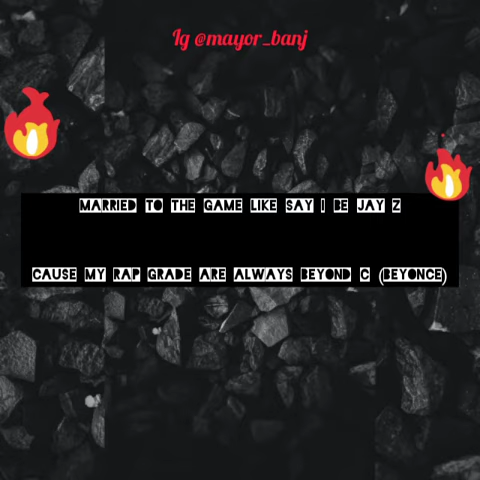 Ig @mayor_banj
MARRIED TO THE GAME LIKE SAY I BE JAY Z
CAUSE MY RAP GRADE ARE ALWAYS BEYOND C (BEYONCE)